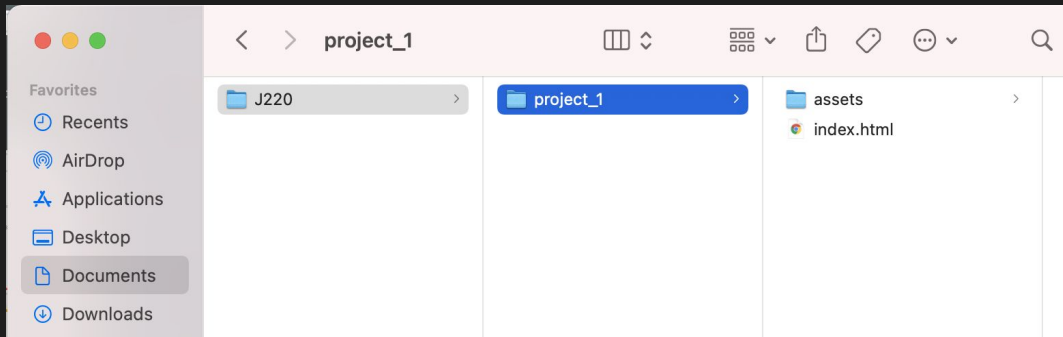 project_1
Favorites
Recents
AirDrop
Applications
Desktop
Documents
Downloads
J220
project_1
assets
index.html